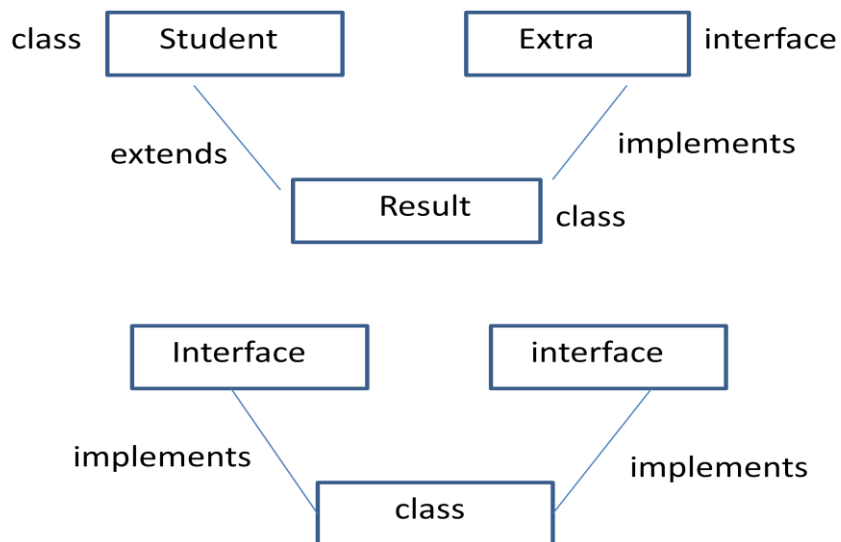 class Student Extra interface
extends implements
Result class
Interface interface
implements implements
class